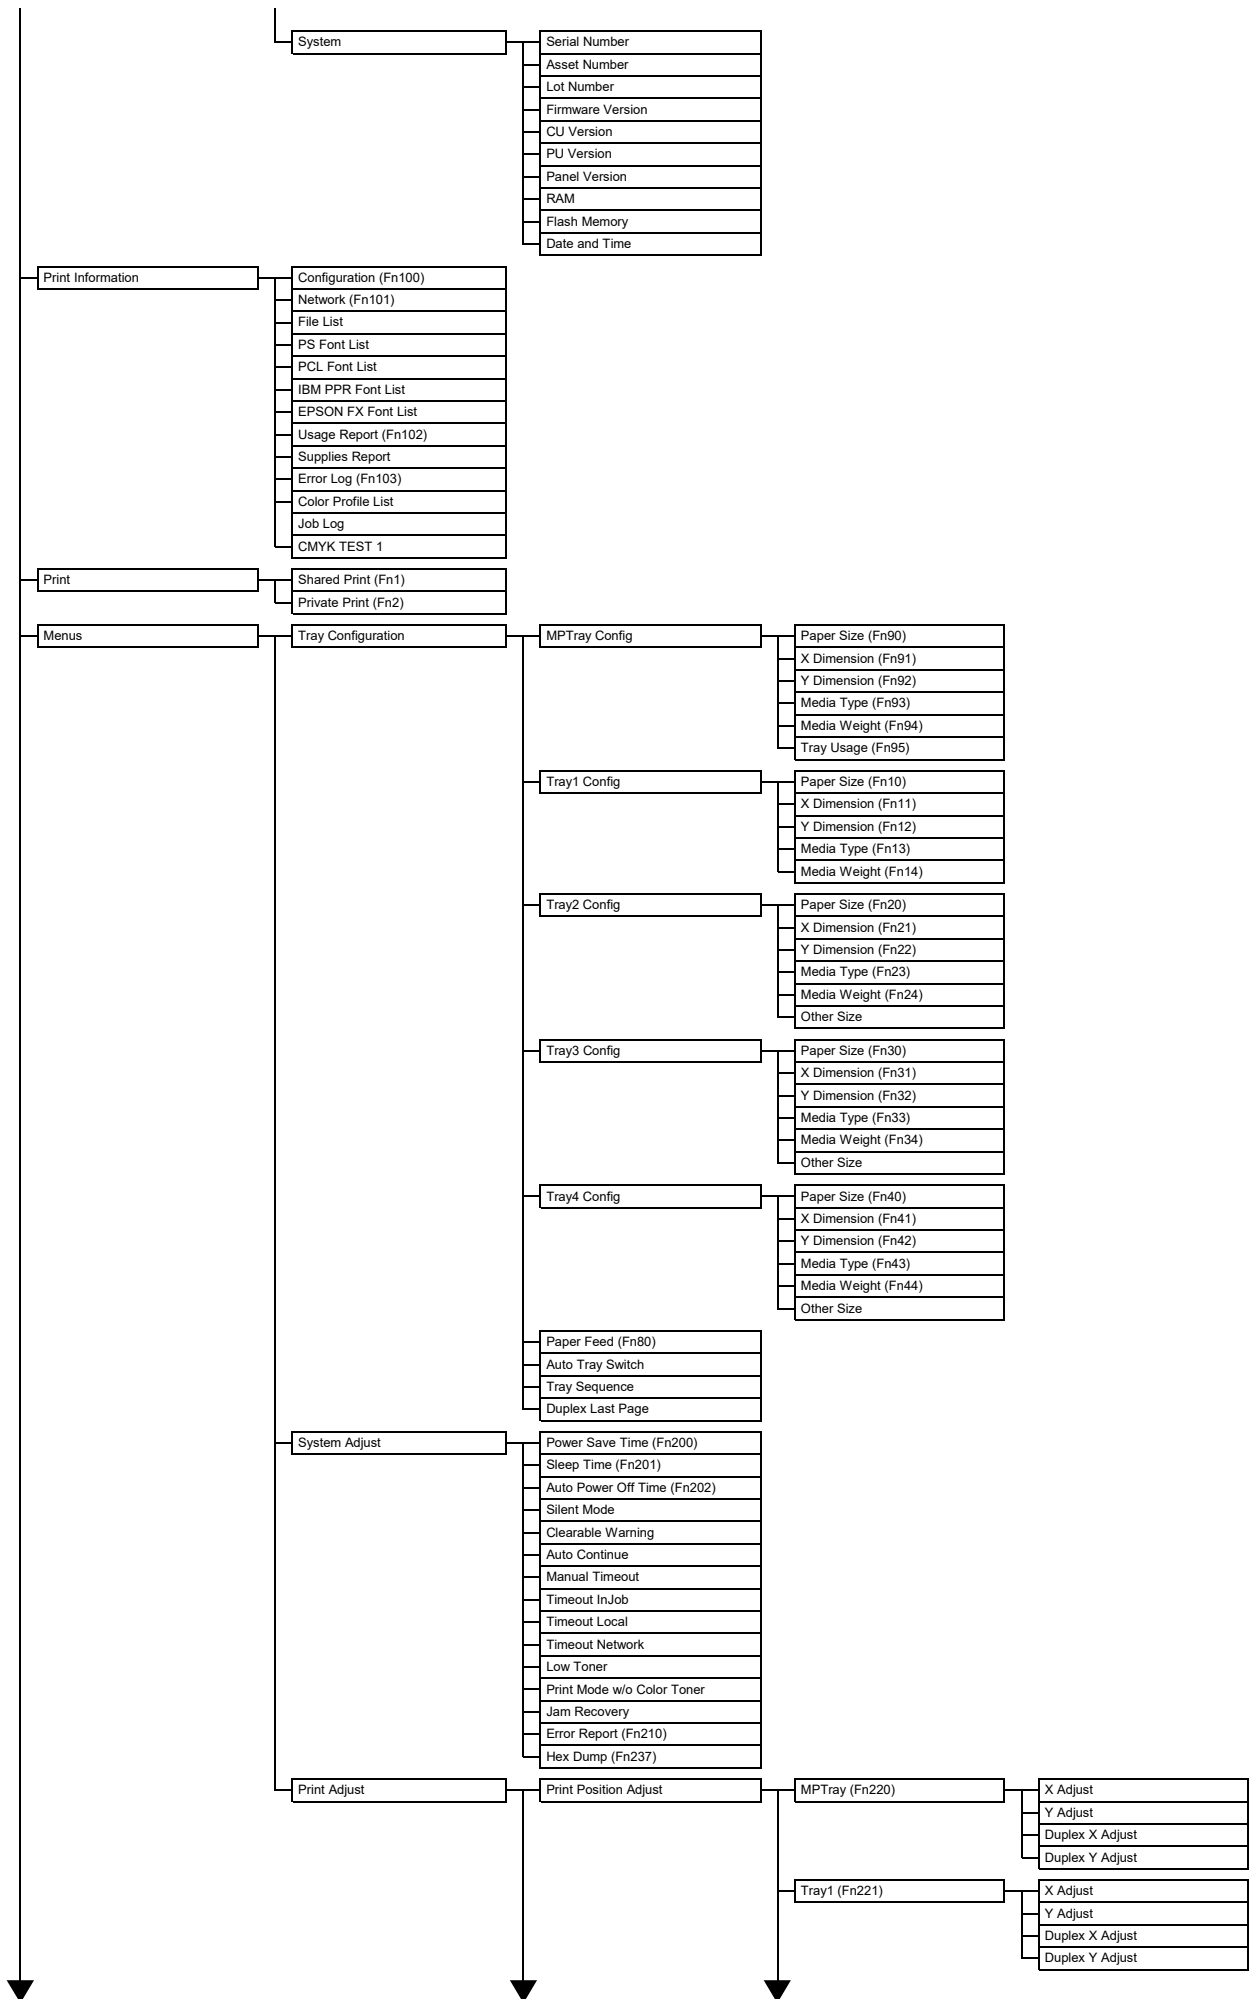 System
Serial Number
Asset Number
Lot Number
Firmware Version
CU Version
PU Version
Panel Version
RAM
Flash Memory
Date and Time
Print Information
Configuration (Fn100)
Network (Fn101)
File List
PS Font List
PCL Font List
IBM PPR Font List
EPSON FX Font List
Usage Report (Fn102)
Supplies Report
Error Log (Fn103)
Color Profile List
Job Log
CMYK TEST 1
Print
Shared Print (Fn1)
Private Print (Fn2)
Menus
Tray Configuration
MPTray Config
Paper Size (Fn90)
X Dimension (Fn91)
Y Dimension (Fn92)
Media Type (Fn93)
Media Weight (Fn94)
Tray Usage (Fn95)
Tray1 Config
Paper Size (Fn10)
X Dimension (Fn11)
Y Dimension (Fn12)
Media Type (Fn13)
Media Weight (Fn14)
Tray2 Config
Paper Size (Fn20)
X Dimension (Fn21)
Y Dimension (Fn22)
Media Type (Fn23)
Media Weight (Fn24)
Other Size
Tray3 Config
Paper Size (Fn30)
X Dimension (Fn31)
Y Dimension (Fn32)
Media Type (Fn33)
Media Weight (Fn34)
Other Size
Tray4 Config
Paper Size (Fn40)
X Dimension (Fn41)
Y Dimension (Fn42)
Media Type (Fn43)
Media Weight (Fn44)
Other Size
Paper Feed (Fn80)
Auto Tray Switch
Tray Sequence
Duplex Last Page
System Adjust
Power Save Time (Fn200)
Sleep Time (Fn201)
Auto Power Off Time (Fn202)
Silent Mode
Clearable Warning
Auto Continue
Manual Timeout
Timeout InJob
Timeout Local
Timeout Network
Low Toner
Print Mode w/o Color Toner
Jam Recovery
Error Report (Fn210)
Hex Dump (Fn237)
Print Adjust
Print Position Adjust
MPTray (Fn220)
X Adjust
Y Adjust
Duplex X Adjust
Duplex Y Adjust
Tray1 (Fn221)
X Adjust
Y Adjust
Duplex X Adjust
Duplex Y Adjust